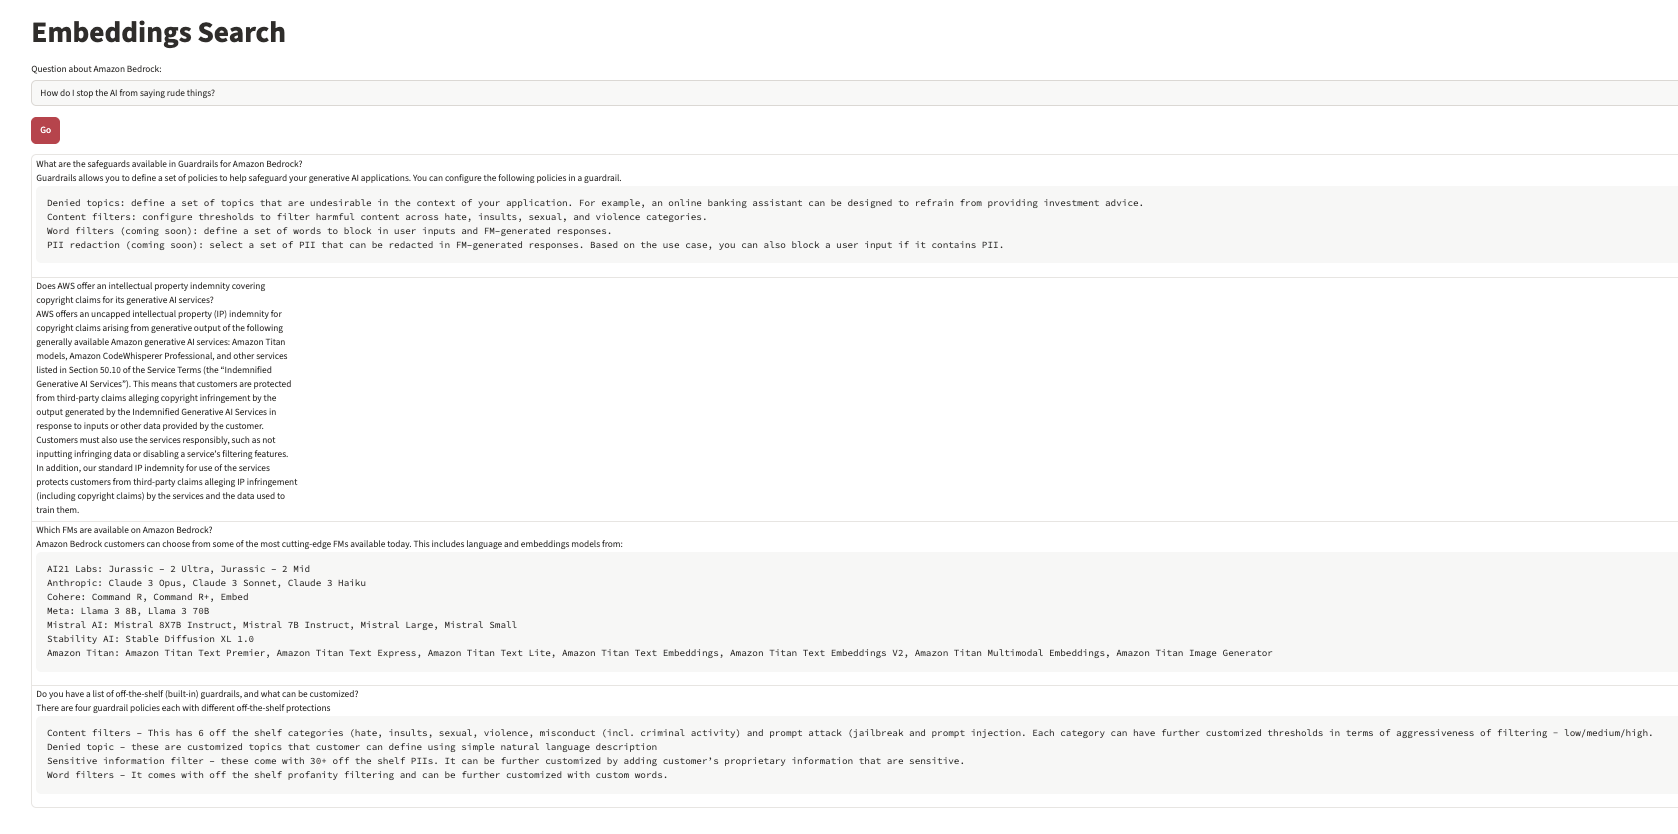 Embeddings Search
Question about Amazon Bedrock:
How do I stop the AI from saying rude things?
Go
What are the safeguards available in Guardrails for Amazon Bedrock?
Guardrails allows you to define a set of policies to help safeguard your generative AI applications. You can configure the following policies in a guardrail.
Denied topics: define a set of topics that are undesirable in the context of your application. For example, an online banking assistant can be designed to refrain from providing investment advice.
Content filters: configure thresholds to filter harmful content across hate, insults, sexual, and violence categories.
Word filters (coming soon): define a set of words to block in user inputs and FM–generated responses.
PII redaction (coming soon): select a set of PII that can be redacted in FM–generated responses. Based on the use case, you can also block a user input if it contains PII.
Does AWS offer an intellectual property indemnity covering
copyright claims for its generative AI services?
AWS offers an uncapped intellectual property (IP) indemnity for
copyright claims arising from generative output of the following
generally available Amazon generative AI services: Amazon Titan
models, Amazon CodeWhisperer Professional, and other services
listed in Section 50.10 of the Service Terms (the “Indemnified
Generative AI Services”). This means that customers are protected
from third-party claims alleging copyright infringement by the
output generated by the Indemnified Generative AI Services in
response to inputs or other data provided by the customer.
Customers must also use the services responsibly, such as not
inputting infringing data or disabling a service's filtering features.
In addition, our standard IP indemnity for use of the services
protects customers from third-party claims alleging IP infringement
(including copyright claims) by the services and the data used to
train them.
Which FMs are available on Amazon Bedrock?
Amazon Bedrock customers can choose from some of the most cutting-edge FMs available today. This includes language and embeddings models from:
AI21 Labs: Jurassic – 2 Ultra, Jurassic – 2 Mid
Anthropic: Claude 3 Opus, Claude 3 Sonnet, Claude 3 Haiku
Cohere: Command R, Command R+, Embed
Meta: Llama 3 8B, Llama 3 70B
Mistral AI: Mistral 8X7B Instruct, Mistral 7B Instruct, Mistral Large, Mistral Small
Stability AI: Stable Diffusion XL 1.0
Amazon Titan: Amazon Titan Text Premier, Amazon Titan Text Express, Amazon Titan Text Lite, Amazon Titan Text Embeddings, Amazon Titan Text Embeddings V2, Amazon Titan Multimodal Embeddings, Amazon Titan Image Generator
Do you have a list of off-the-shelf (built-in) guardrails, and what can be customized?
There are four guardrail policies each with different off-the-shelf protections
Content filters – This has 6 off the shelf categories (hate, insults, sexual, violence, misconduct (incl. criminal activity) and prompt attack (jailbreak and prompt injection. Each category can have further customized thresholds in terms of aggressiveness of filtering – low/medium/high.
Denied topic – these are customized topics that customer can define using simple natural language description
Sensitive information filter – these come with 30+ off the shelf PIIs. It can be further customized by adding customer’s proprietary information that are sensitive.
Word filters – It comes with off the shelf profanity filtering and can be further customized with custom words.